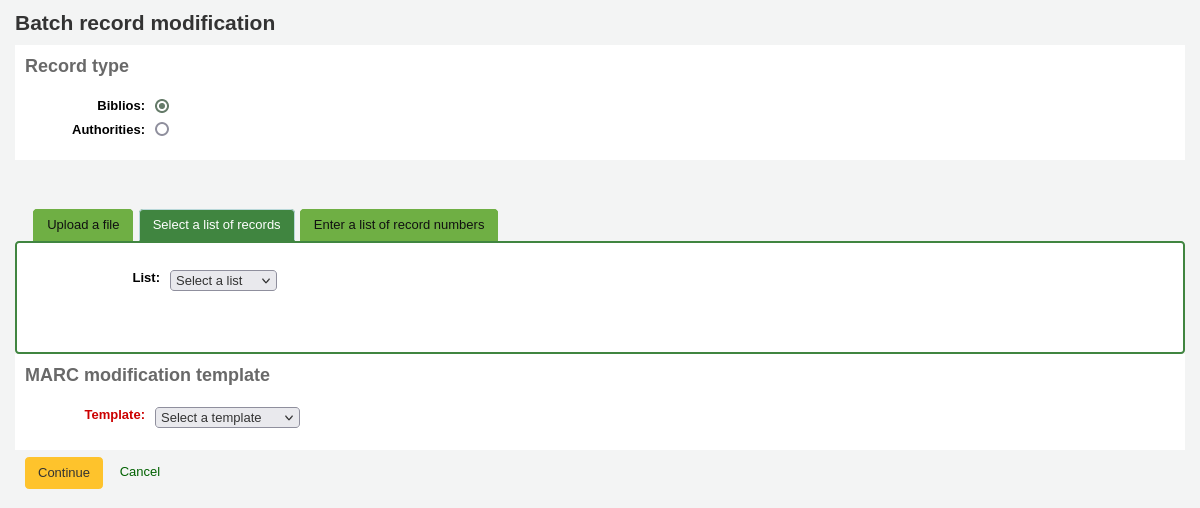 Batch record modification
Record type
Biblios:
Authorities:
Upload a file Select a list of records Enter a list of record numbers
List: Select a list
MARC modification template
Template: Select a template
Continue Cancel